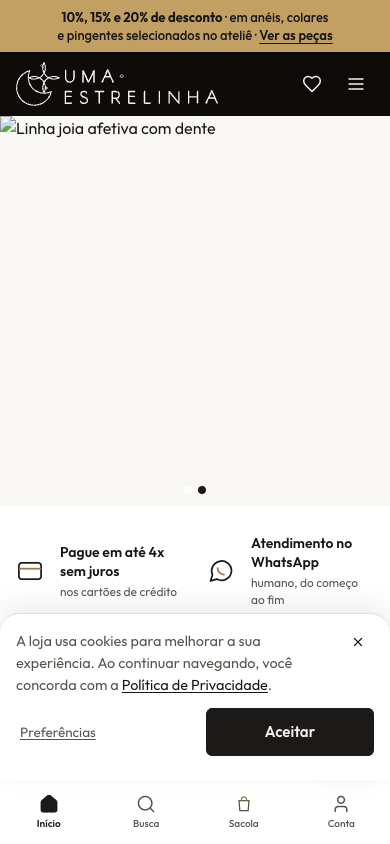 10%, 15% e 20% de desconto · em anéis, colares
e pingentes selecionados no ateliê · Ver as peças
UMA
ESTRELINHA
Linha joia afetiva com dente
Pague em até 4x
sem juros
nos cartões de crédito
Atendimento no
WhatsApp
humano, do começo
ao fim
A loja usa cookies para melhorar a sua
experiência. Ao continuar navegando, você
concorda com a Política de Privacidade.
Preferências
Aceitar
Início
Busca
Sacola
Conta